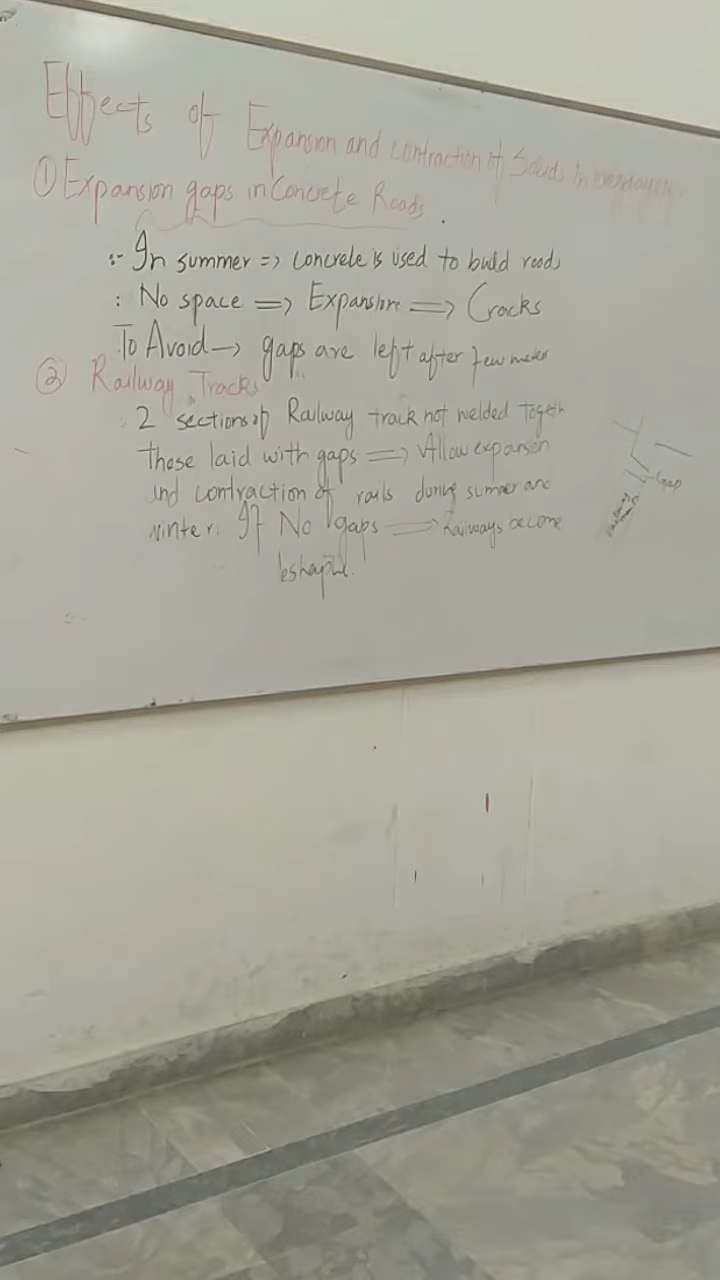 Effects of Expansion and contraction of Solids in everyday
① Expansion gaps in Concrete Roads.
:- In summer => concrete is used to build roads
: No space => Expansion => Cracks
To Avoid → gaps are left after few meter
② Railway Tracks
2 sections of Railway track not welded togeth
those laid with gaps => Allow expansion
and contraction of rails during summer and
winter. If No gaps => Railways become
Gap